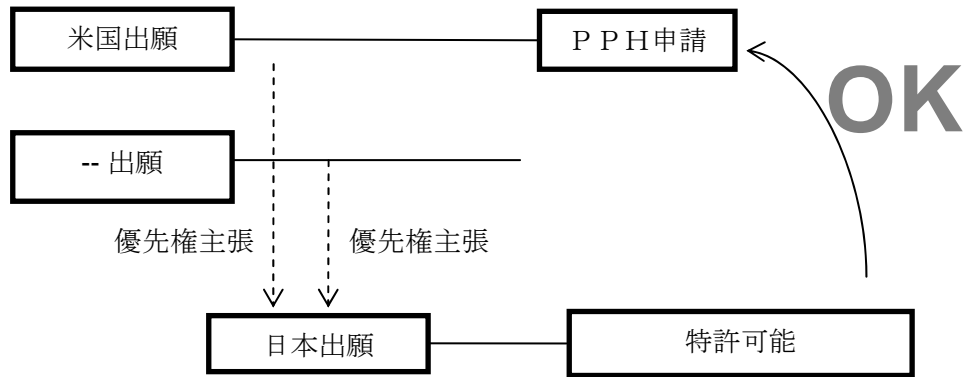 米国出願
ＰＰＨ申請
OK
-- 出願
優先権主張
優先権主張
日本出願
特許可能